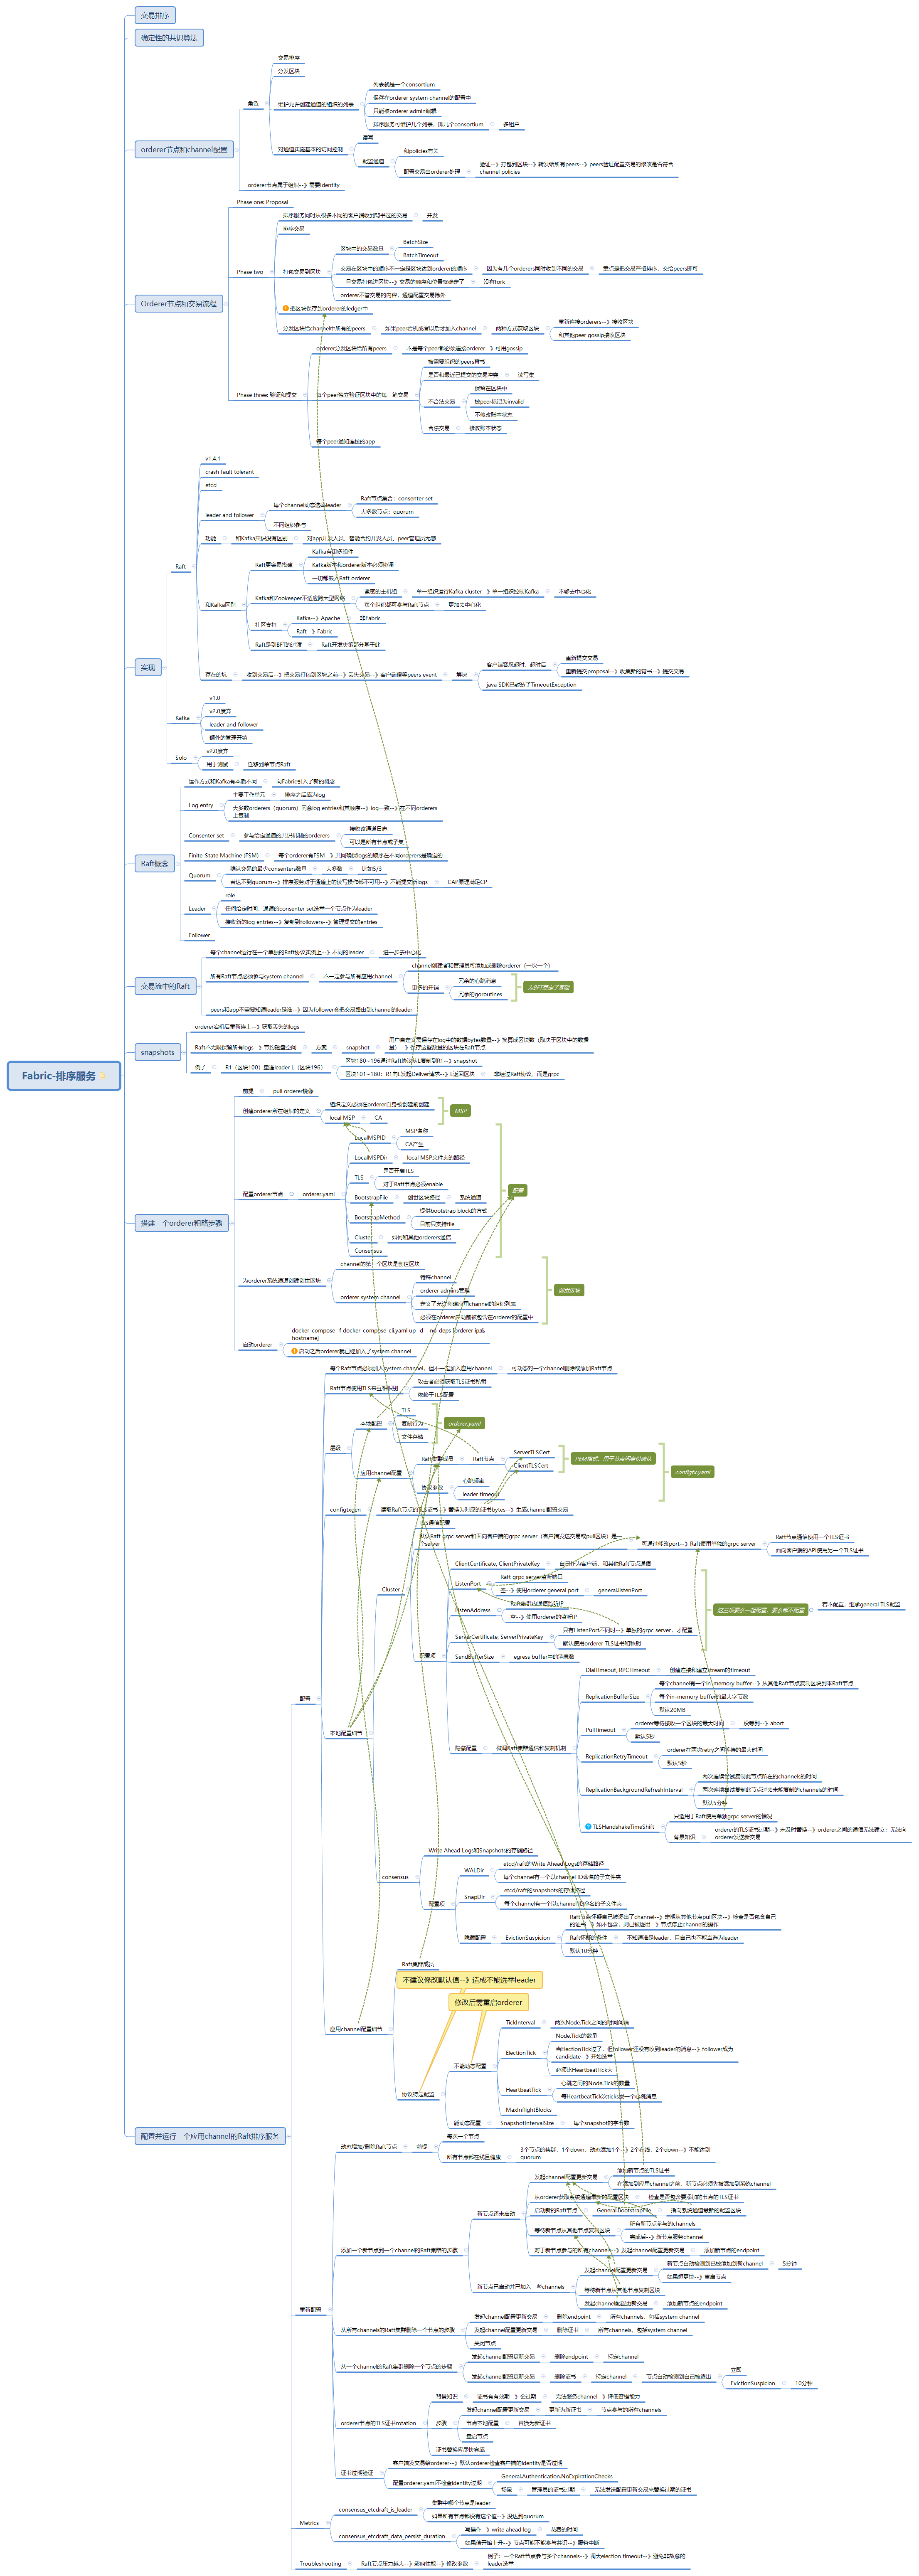 Fabric-排序服务
交易排序
确定性的共识算法
orderer节点和channel配置
角色
交易排序
分发区块
维护允许创建通道的组织的列表
列表就是一个consortium
保存在orderer system channel的配置中
只能被orderer admin编辑
排序服务可维护几个列表，即几个consortium
多租户
对通道实施基本的访问控制
读写
配置通道
和policies有关
配置交易由orderer处理
验证--》打包到区块--》转发给所有peers--》peers验证配置交易的修改是否符合
channel policies
orderer节点属于组织--》需要Identity
Orderer节点和交易流程
Phase one: Proposal
Phase two
排序服务同时从很多不同的客户端收到背书过的交易
并发
排序交易
打包交易到区块
区块中的交易数量
BatchSize
BatchTimeout
交易在区块中的顺序不一定是区块达到orderer的顺序
因为有几个orderers同时收到不同的交易
重点是把交易严格排序，交给peers即可
一旦交易打包进区块--》交易的顺序和位置就确定了
没有fork
orderer不管交易的内容，通道配置交易除外
把区块保存到orderer的ledger中
分发区块给channel中所有的peers
如果peer宕机或者以后才加入channel
两种方式获取区块
重新连接orderers--》接收区块
和其他peer gossip接收区块
Phase three: 验证和提交
orderer分发区块给所有peers
不是每个peer都必须连接orderer--》可用gossip
每个peer独立验证区块中的每一笔交易
被需要组织的peers背书
是否和最近已提交的交易冲突
读写集
不合法交易
保留在区块中
被peer标记为invalid
不修改账本状态
合法交易
修改账本状态
每个peer通知连接的app
实现
Raft
v1.4.1
crash fault tolerant
etcd
leader and follower
每个channel动态选举leader
Raft节点集合：consenter set
大多数节点：quorum
不同组织参与
功能
和Kafka共识没有区别
对app开发人员、智能合约开发人员、peer管理员无感
和Kafka区别
Raft更容易搭建
Kafka有更多组件
Kafka版本和orderer版本必须协调
一切都嵌入Raft orderer
Kafka和Zookeeper不适应跨大型网络
紧密的主机组
单一组织运行Kafka cluster--》单一组织控制Kafka
不够去中心化
每个组织都可参与Raft节点
更加去中心化
社区支持
Kafka--》Apache
非Fabric
Raft--》Fabric
Raft是到BFT的过渡
Raft开发决策部分基于此
存在的坑
收到交易后--》把交易打包到区块之前--》丢失交易--》客户端傻等peers event
解决
客户端容忍超时，超时后
重新提交交易
重新提交proposal--》收集新的背书--》提交交易
java SDK已封装了TimeoutException
Kafka
v1.0
v2.0废弃
leader and follower
额外的管理开销
Solo
v2.0废弃
用于测试
迁移到单节点Raft
Raft概念
运作方式和Kafka有本质不同
向Fabric引入了新的概念
Log entry
主要工作单元
排序之后成为log
大多数orderers（quorum）同意log entries和其顺序--》log一致--》在不同orderers
上复制
Consenter set
参与给定通道的共识机制的orderers
接收该通道日志
可以是所有节点或子集
Finite-State Machine (FSM)
每个orderer有FSM--》共同确保logs的顺序在不同orderers是确定的
Quorum
确认交易的最少consenters数量
大多数
比如5/3
若达不到quorum--》排序服务对于通道上的读写操作都不可用--》不能提交新logs
CAP原理满足CP
Leader
role
任何给定时间，通道的consenter set选举一个节点作为leader
接收新的log entries--》复制到followers--》管理提交的entries
Follower
交易流中的Raft
每个channel运行在一个单独的Raft协议实例上--》不同的leader
进一步去中心化
所有Raft节点必须参与system channel
不一定参与所有应用channel
channel创建者和管理员可添加或删除orderer（一次一个）
更多的开销
冗余的心跳消息
冗余的goroutines
为BFT奠定了基础
peers和app不需要知道leader是谁--》因为follower会把交易路由到channel的leader
snapshots
orderer宕机后重新连上--》获取丢失的logs
Raft不无限保留所有logs--》节约磁盘空间
方案
snapshot
用户自定义需保存在log中的数据bytes数量--》换算成区块数（取决于区块中的数据
量）--》保存这些数量的区块在Raft节点
例子
R1（区块100）重连leader L（区块196）
区块180~196通过Raft协议从L复制到R1--》snapshot
区块101~180：R1向L发起Deliver请求--》L返回区块
非经过Raft协议，而是grpc
搭建一个orderer粗略步骤
前提
pull orderer镜像
创建orderer所在组织的定义
组织定义必须在orderer自身被创建前创建
local MSP
CA
MSP
配置orderer节点
orderer.yaml
LocalMSPID
MSP名称
CA产生
LocalMSPDir
local MSP文件夹的路径
TLS
是否开启TLS
对于Raft节点必须enable
BootstrapFile
创世区块路径
系统通道
BootstrapMethod
提供bootstrap block的方式
目前只支持file
Cluster
如何和其他orderers通信
Consensus
配置
为orderer系统通道创建创世区块
channel的第一个区块是创世区块
orderer system channel
特殊channel
orderer admins管理
定义了允许创建应用channel的组织列表
必须在orderer启动前被包含在orderer的配置中
创世区块
启动orderer
docker-compose -f docker-compose-cli.yaml up -d --no-deps [orderer ip或
hostname]
启动之后orderer就已经加入了system channel
配置并运行一个应用channel的Raft排序服务
配置
每个Raft节点必须加入system channel，但不一定加入应用channel
可动态对一个channel删除或添加Raft节点
Raft节点使用TLS来互相识别
攻击者必须获取TLS证书私钥
依赖于TLS配置
层级
本地配置
TLS
复制行为
文件存储
orderer.yaml
应用channel配置
Raft集群成员
Raft节点
ServerTLSCert
ClientTLSCert
PEM格式，用于节点间身份确认
协议参数
心跳频率
leader timeout
configtx.yaml
configtxgen
读取Raft节点的TLS证书--》替换为对应的证书bytes--》生成channel配置交易
本地配置细节
Cluster
TLS通信配置
默认Raft grpc server和面向客户端的grpc server（客户端发送交易或pull区块）是一
个selver
可通过修改port--》Raft使用单独的grpc server
Raft节点通信使用一个TLS证书
面向客户端的API使用另一个TLS证书
配置项
ClientCertificate, ClientPrivateKey
自己作为客户端，和其他Raft节点通信
ListenPort
Raft grpc server监听端口
空--》使用orderer general port
general.listenPort
ListenAddress
Raft集群的通信监听IP
空--》使用orderer的监听IP
ServerCertificate, ServerPrivateKey
只有ListenPort不同时--》单独的grpc server，才配置
默认使用orderer TLS证书和私钥
这三项要么一起配置，要么都不配置
若不配置，继承general TLS配置
SendBufferSize
egress buffer中的消息数
隐藏配置
微调Raft集群通信和复制机制
DialTimeout, RPCTimeout
创建连接和建立stream的timeout
ReplicationBufferSize
每个channel有一个in-memory buffer--》从其他Raft节点复制区块到本Raft节点
每个in-memory buffer的最大字节数
默认20MB
PullTimeout
orderer等待接收一个区块的最大时间
没等到--》abort
默认5秒
ReplicationRetryTimeout
orderer在两次retry之间等待的最大时间
默认5秒
ReplicationBackgroundRefreshInterval
两次连续尝试复制此节点所在的channels的时间
两次连续尝试复制此节点过去未能复制的channels的时间
默认5分钟
TLSHandshakeTimeShift
只适用于Raft使用单独grpc server的情况
背景知识
orderer的TLS证书过期--》未及时替换--》orderer之间的通信无法建立；无法向
orderer发送新交易
consensus
Write Ahead Logs和Snapshots的存储路径
配置项
WALDir
etcd/raft的Write Ahead Logs的存储路径
每个channel有一个以channel ID命名的子文件夹
SnapDir
etcd/raft的snapshots的存储路径
每个channel有一个以channel ID命名的子文件夹
隐藏配置
EvictionSuspicion
Raft节点怀疑自己被逐出了channel--》定期从其他节点pull区块--》检查是否包含自己
的证书--》如不包含，则已被逐出--》节点停止channel的操作
Raft怀疑的条件
不知道谁是leader，且自己也不能当选为leader
默认10分钟
应用channel配置细节
Raft集群成员
不建议修改默认值--》造成不能选举leader
修改后需重启orderer
协议特定配置
不能动态配置
TickInterval
两次Node.Tick之间的时间间隔
ElectionTick
Node.Tick的数量
当ElectionTick过了，但follower还没有收到leader的消息--》follower成为
candidate--》开始选举
必须比HeartbeatTick大
HeartbeatTick
心跳之间的Node.Tick的数量
每HeartbeatTick次ticks发一个心跳消息
MaxInflightBlocks
能动态配置
SnapshotIntervalSize
每个snapshot的字节数
重新配置
动态增加/删除Raft节点
前提
每次一个节点
所有节点都在线且健康
3个节点的集群，1个down，动态添加1个--》2个在线，2个down--》不能达到
quorum
添加一个新节点到一个channel的Raft集群的步骤
新节点还未启动
发起channel配置更新交易
添加新节点的TLS证书
在添加到应用channel之前，新节点必须先被添加到系统channel
从orderer获取系统通道最新的配置区块
检查是否包含要添加的节点的TLS证书
启动新的Raft节点
General.BootstrapFile
指向系统通道最新的配置区块
等待新节点从其他节点复制区块
所有新节点参与的channels
完成后--》新节点服务channel
对于新节点参与的所有channels--》发起channel配置更新交易
添加新节点的endpoint
新节点已启动并已加入一些channels
发起channel配置更新交易
新节点自动检测到已被添加到新channel
5分钟
如果想更快--》重启节点
等待新节点从其他节点复制区块
发起channel配置更新交易
添加新节点的endpoint
从所有channels的Raft集群删除一个节点的步骤
发起channel配置更新交易
删除endpoint
所有channels，包括system channel
发起channel配置更新交易
删除证书
所有channels，包括system channel
关闭节点
从一个channel的Raft集群删除一个节点的步骤
发起channel配置更新交易
删除endpoint
特定channel
发起channel配置更新交易
删除证书
特定channel
节点自动检测到自己被逐出
立即
EvictionSuspicion
10分钟
orderer节点的TLS证书rotation
背景知识
证书有有效期--》会过期
无法服务channel--》降低容错能力
步骤
发起channel配置更新交易
更新为新证书
节点参与的所有channels
节点本地配置
替换为新证书
重启节点
证书替换应尽快完成
证书过期验证
客户端发交易给orderer--》默认orderer检查客户端的Identity是否过期
配置orderer.yaml不检查Identity过期
General.Authentication.NoExpirationChecks
场景
管理员的证书过期
无法发送配置更新交易来替换过期的证书
Metrics
consensus_etcdraft_is_leader
集群中哪个节点是leader
如果所有节点都没有这个值--》没达到quorum
consensus_etcdraft_data_persist_duration
写操作--》write ahead log
花费的时间
如果值开始上升--》节点可能不能参与共识--》服务中断
Troubleshooting
Raft节点压力越大--》影响性能--》修改参数
例子：一个Raft节点参与多个channels--》调大election timeout--》避免非故意的
leader选举